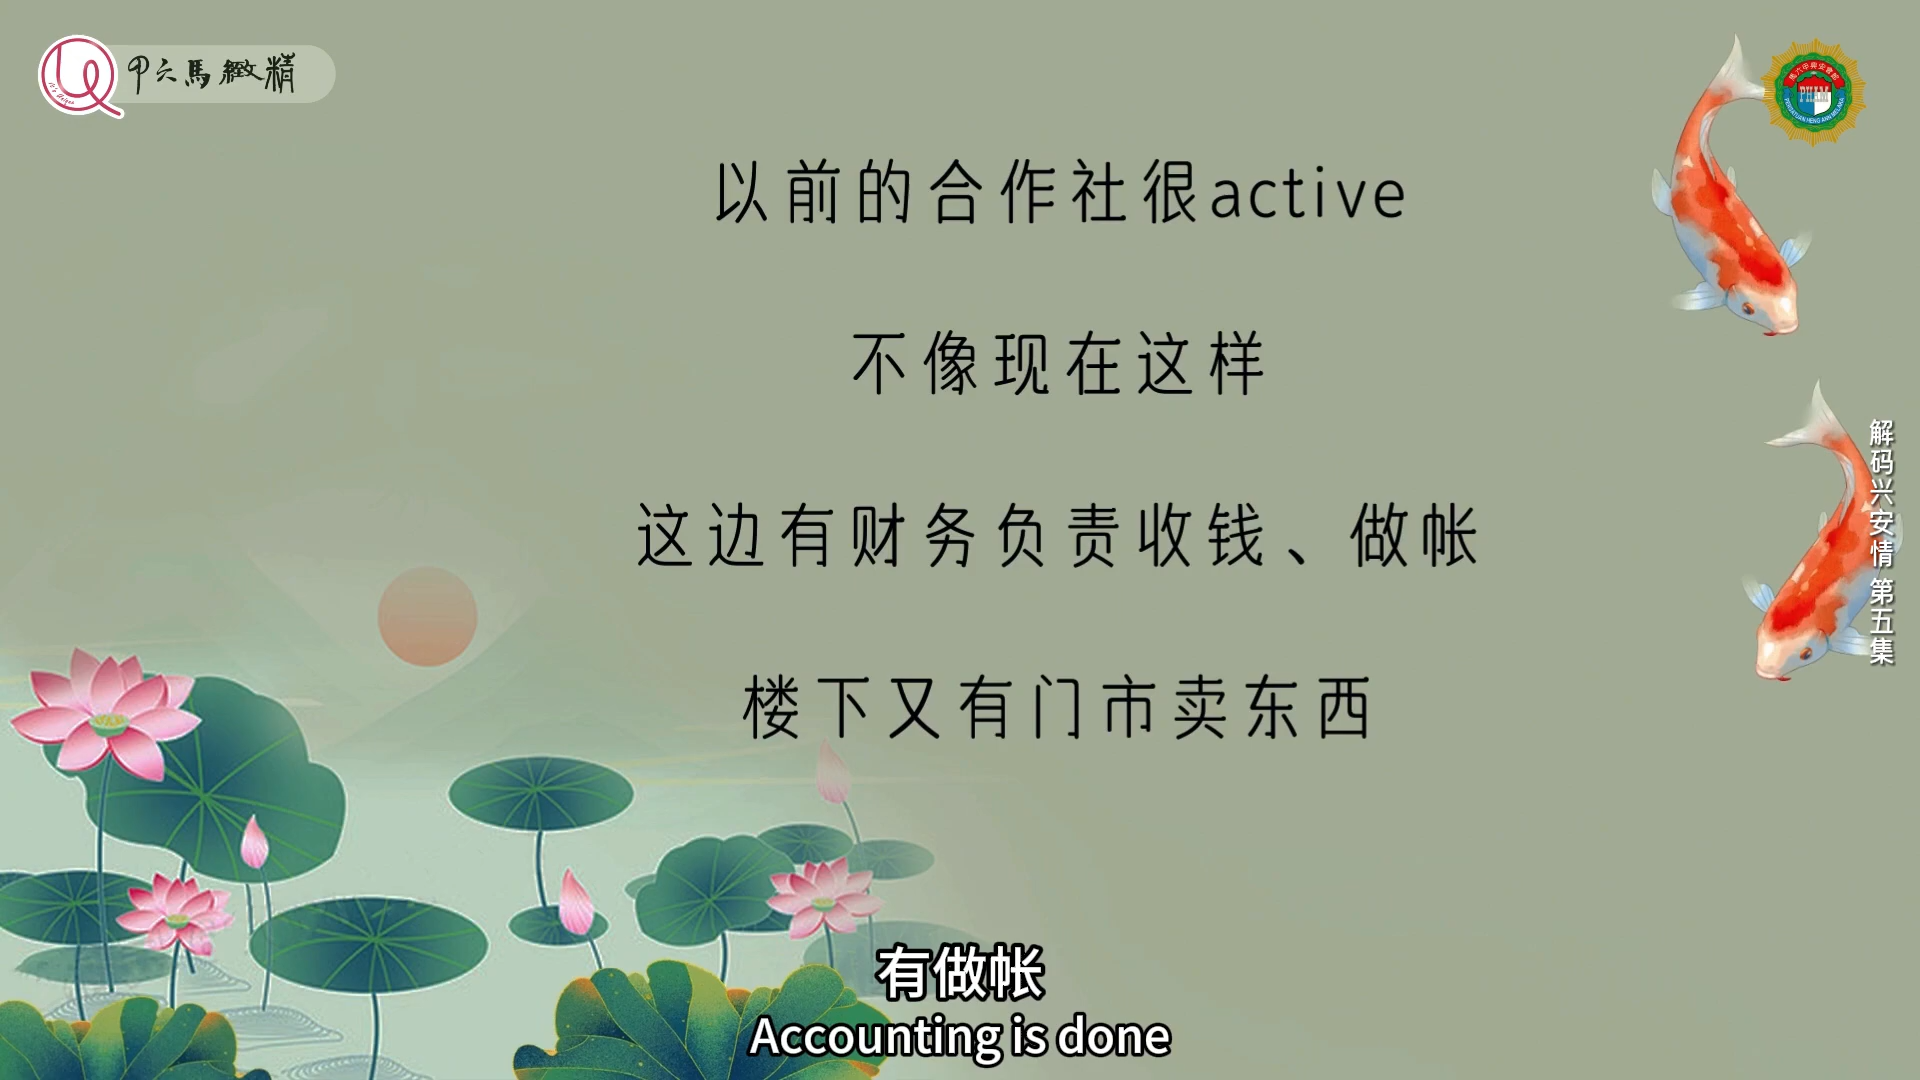 甲六馬緻精
PHAM
以前的合作社很active
不像现在这样
这边有财务负责收钱、做帐
楼下又有门市卖东西
解码兴安情 第五集
有做帐
Accounting is done